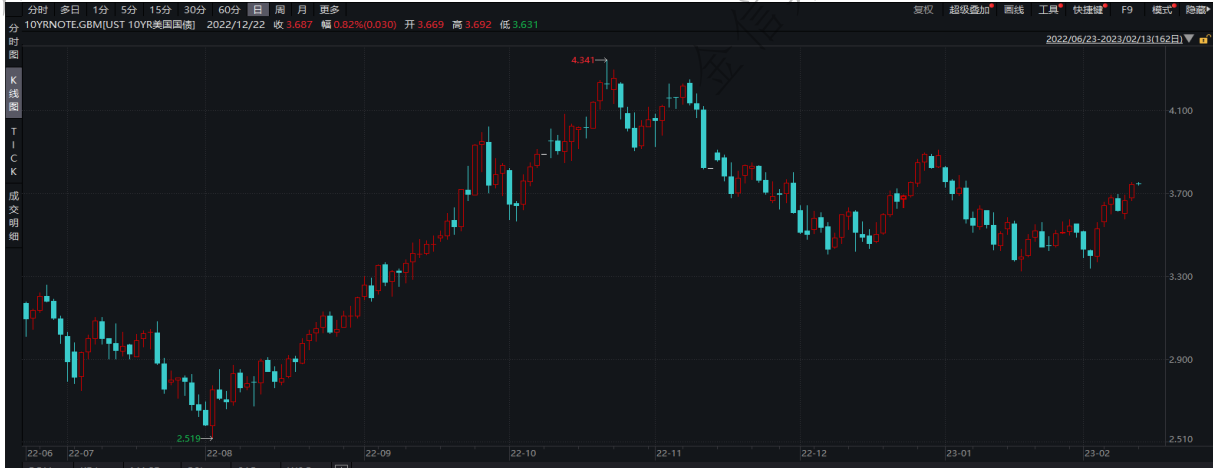 分时 多日 1分 5分 15分 30分 60分 日 周 月 更多 复权 超级叠加 画线 工具 快捷键 F9 模式 隐藏
10YRNOTE.GBM[UST 10YR美国国债] 2022/12/22 收3.687 幅0.82%(0.030) 开3.669 高3.692 低3.631
2022/06/23-2023/02/13(162日)
分时图
K线图
TICK
成交明细
4.341
4.100
3.700
3.300
2.900
2.519
2.510
22-06 22-07 22-08 22-09 22-10 22-11 22-12 23-01 23-02
金信